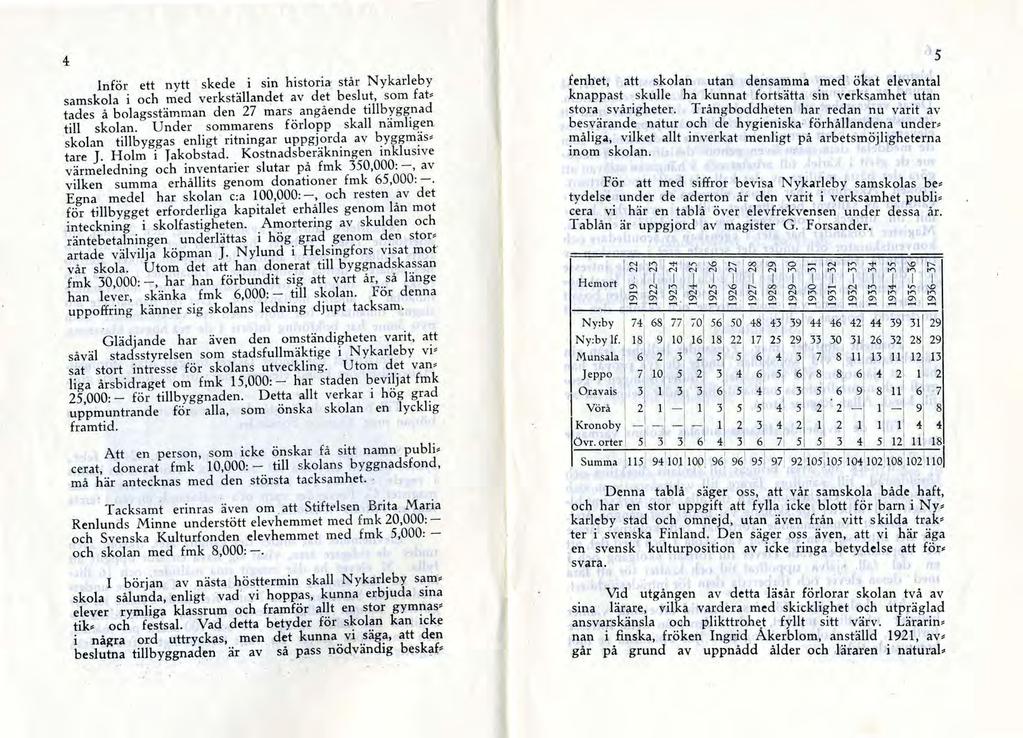 4
Inför ett nytt skede i sin historia står Nykarleby
samskola i och med verkställandet av det beslut, som fat-
tades å bolagsstämman den 27 mars angående tillbyggnad
till skolan. Under sommarens förlopp skall nämligen
skolan tillbyggas enligt ritningar uppgjorda av byggmäs-
tare J. Holm i Jakobstad. Kostnadsberäkningen inklusive
värmeledning och inventarier slutar på fmk 350,000: —, av
vilken summa erhållits genom donationer fmk 65,000: —.
Egna medel har skolan c:a 100,000: —, och resten av det
för tillbygget erforderliga kapitalet erhålles genom lån mot
inteckning i skolfastigheten. Amortering av skulden och
räntebetalningen underlättas i hög grad genom den stor-
artade välvilja köpman J. Nylund i Helsingfors visat mot
vår skola. Utom det att han donerat till byggnadskassan
fmk 30,000: —, har han förbundit sig att vart år, så länge
han lever, skänka fmk 6,000: — till skolan. För denna
uppoffring känner sig skolans ledning djupt tacksam.
Glädjande har även den omständigheten varit, att
såväl stadsstyrelsen som stadsfullmäktige i Nykarleby vi-
sat stort intresse för skolans utveckling. Utom det van-
liga årsbidraget om fmk 15,000: — har staden beviljat fmk
25,000: — för tillbyggnaden. Detta allt verkar i hög grad
uppmuntrande för alla, som önska skolan en lycklig
framtid.
Att en person, som icke önskar få sitt namn publi-
cerat, donerat fmk 10,000: — till skolans byggnadsfond,
må här antecknas med den största tacksamhet.
Tacksamt erinras även om att Stiftelsen Brita Maria
Renlunds Minne understött elevhemmet med fmk 20,000: —
och Svenska Kulturfonden elevhemmet med fmk 5,000: —
och skolan med fmk 8,000: —.
I början av nästa hösttermin skall Nykarleby sam-
skola sålunda, enligt vad vi hoppas, kunna erbjuda sina
elever rymliga klassrum och framför allt en stor gymnas-
tik- och festsal. Vad detta betyder för skolan kan icke
i några ord uttryckas, men det kunna vi säga, att den
beslutna tillbyggnaden är av så pass nödvändig beskaf-
5
fenhet, att skolan utan densamma med ökat elevantal
knappast skulle ha kunnat fortsätta sin verksamhet utan
stora svårigheter. Trångboddheten har redan nu varit av
besvärande natur och de hygieniska förhållandena under-
måliga, vilket allt inverkat menligt på arbetsmöjligheterna
inom skolan.
För att med siffror bevisa Nykarleby samskolas be-
tydelse under de aderton år den varit i verksamhet publi-
cera vi här en tablå över elevfrekvensen under dessa år.
Tablån är uppgjord av magister G. Forsander.
Hemort 1919—22 1922—23 1923—24 1924—25 1925—26 1926—27 1927—28 1928—29 1929—30 1930—31 1931—32 1932—33 1933—34 1934—35 1935—36 1936—37
Ny:by 74 68 77 70 56 50 48 43 39 44 46 42 44 39 31 29
Ny:by lf. 18 9 10 16 18 22 17 25 29 33 30 31 26 32 28 29
Munsala 6 2 3 2 5 5 6 4 3 7 8 11 13 11 12 13
Jeppo 7 10 5 2 3 4 6 5 6 8 8 6 4 2 1 2
Oravais 3 1 3 3 6 5 4 5 3 5 6 9 8 11 6 7
Vörå 2 1 — 1 3 5 5 4 5 2 2 — 1 — 9 8
Kronoby — — — — 1 2 3 4 2 1 2 1 1 1 4 4
Övr. orter 5 3 3 6 4 3 6 7 5 5 3 4 5 12 11 18
Summa 115 94 101 100 96 96 95 97 92 105 105 104 102 108 102 110
Denna tablå säger oss, att vår samskola både haft,
och har en stor uppgift att fylla icke blott för barn i Ny-
karleby stad och omnejd, utan även från vitt skilda trak-
ter i svenska Finland. Den säger oss även, att vi här äga
en svensk kulturposition av icke ringa betydelse att för-
svara.
Vid utgången av detta läsår förlorar skolan två av
sina lärare, vilka vardera med skicklighet och utpräglad
ansvarskänsla och plikttrohet fyllt sitt värv. Lärarin-
nan i finska, fröken Ingrid Åkerblom, anställd 1921, av-
går på grund av uppnådd ålder och läraren i natural-